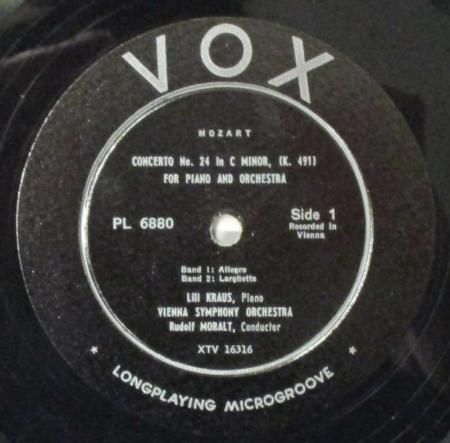 VOX
MOZART
CONCERTO No. 24 in C MINOR, (K. 491)
FOR PIANO AND ORCHESTRA
PL 6880
Side 1
Recorded In
Vienna
Band 1: Allegro
Band 2: Larghetto
Lili KRAUS, Piano
VIENNA SYMPHONY ORCHESTRA
Rudolf MORALT, Conductor
XTV 16316
* LONGPLAYING MICROGROOVE *